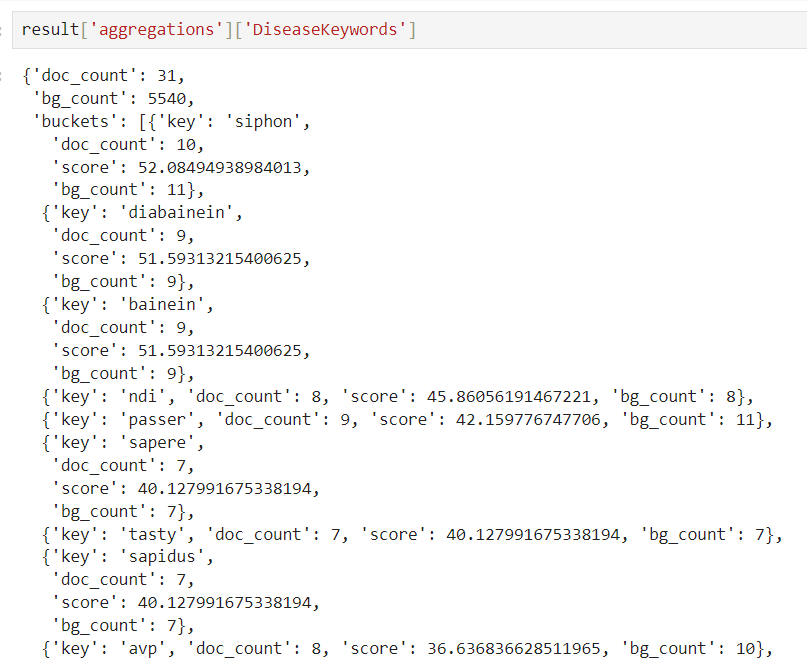 result['aggregations']['DiseaseKeywords']
{'doc_count': 31,
'bg_count': 5540,
'buckets': [{'key': 'siphon',
'doc_count': 10,
'score': 52.08494938984013,
'bg_count': 11},
{'key': 'diabainein',
'doc_count': 9,
'score': 51.59313215400625,
'bg_count': 9},
{'key': 'bainein',
'doc_count': 9,
'score': 51.59313215400625,
'bg_count': 9},
{'key': 'ndi', 'doc_count': 8, 'score': 45.86056191467221, 'bg_count': 8},
{'key': 'passer', 'doc_count': 9, 'score': 42.159776747706, 'bg_count': 11},
{'key': 'sapere',
'doc_count': 7,
'score': 40.127991675338194,
'bg_count': 7},
{'key': 'tasty', 'doc_count': 7, 'score': 40.127991675338194, 'bg_count': 7},
{'key': 'sapidus',
'doc_count': 7,
'score': 40.127991675338194,
'bg_count': 7},
{'key': 'avp', 'doc_count': 8, 'score': 36.636836628511965, 'bg_count': 10},